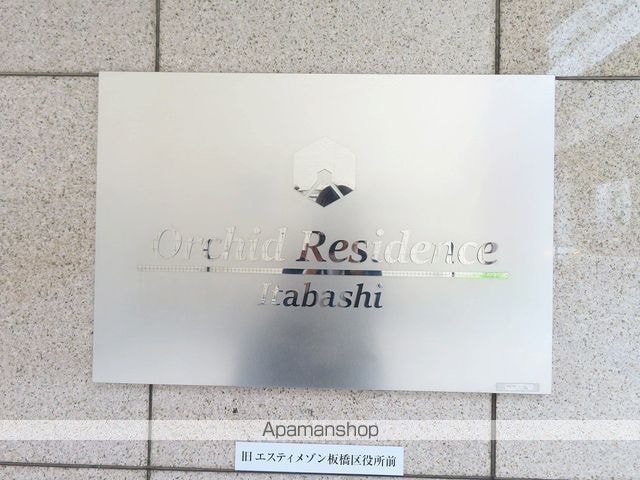 Orchid Residence
Itabashi
Apamanshop
旧エスティメゾン板橋区役所前